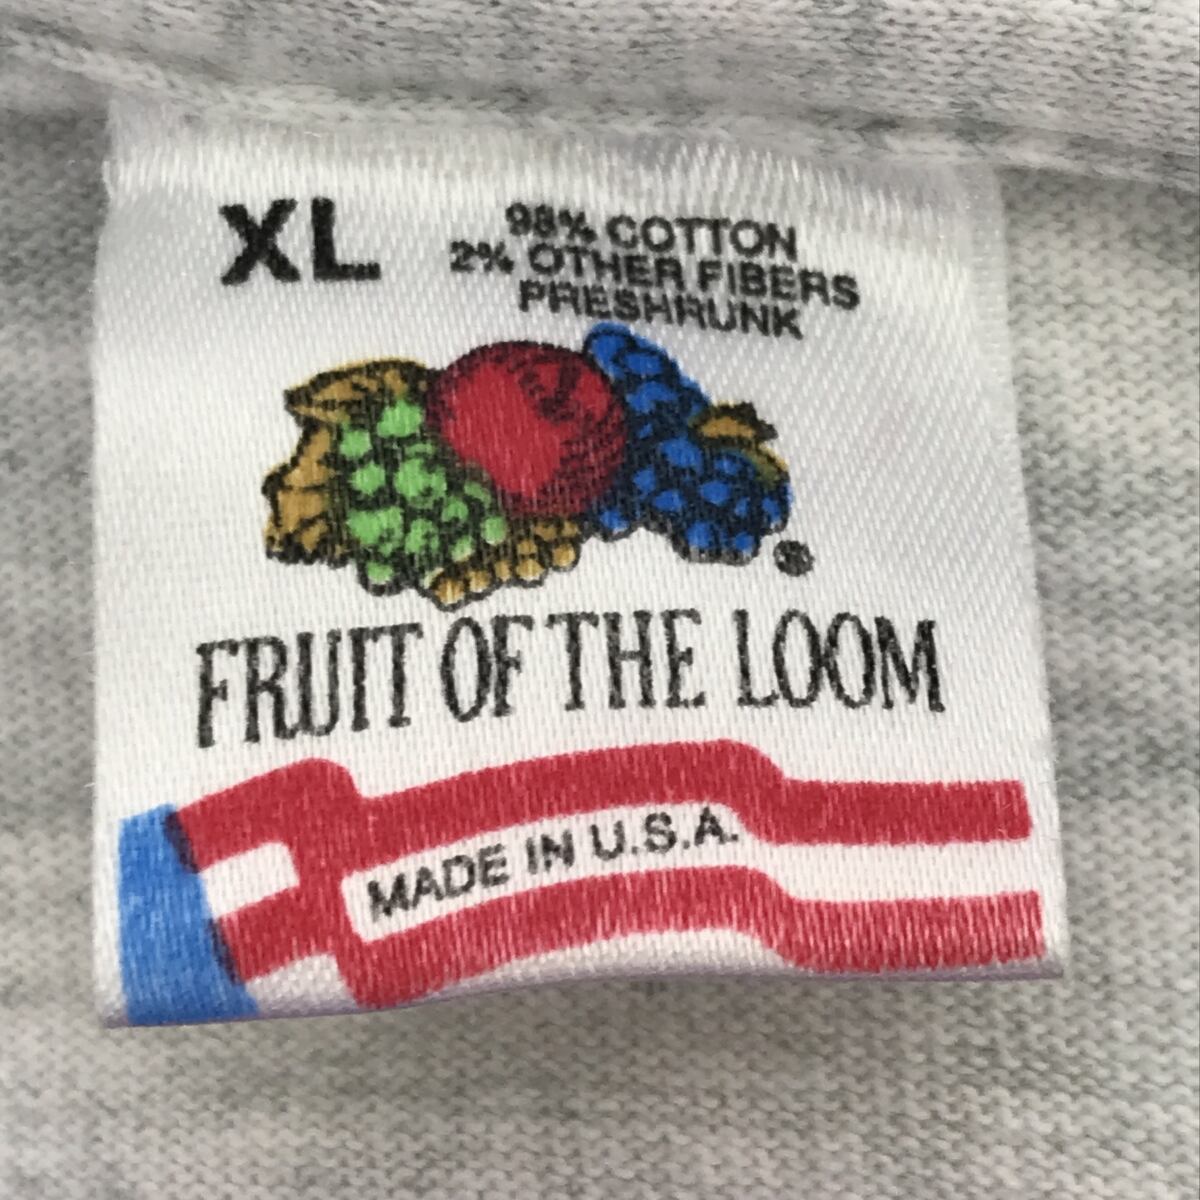 XL
98% COTTON
2% OTHER FIBERS
PRESHRUNK
®
FRUIT OF THE LOOM
MADE IN U.S.A.